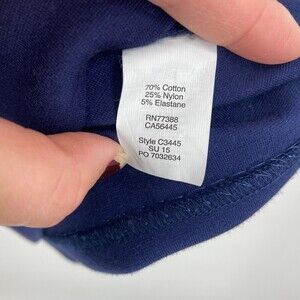 70% Cotton
25% Nylon
5% Elastane
RN77388
CA56445
Style C3445
SU 15
PO 7032634